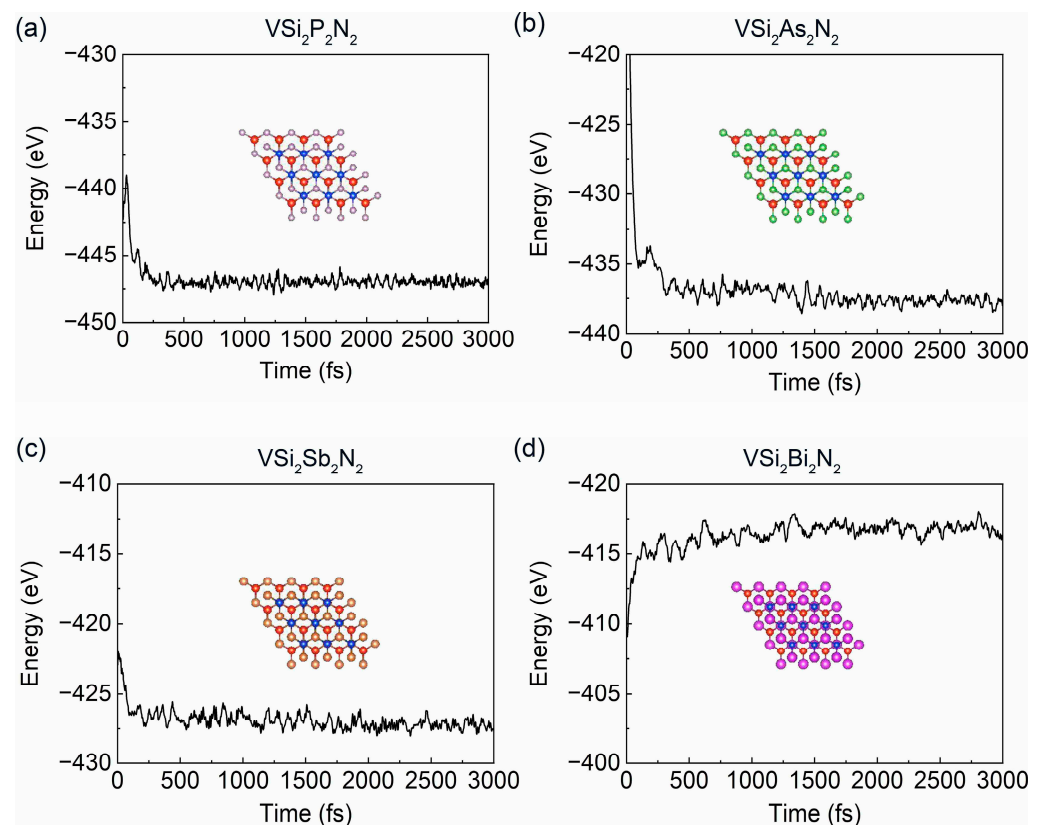 (a)
VSi₂P₂N₂
−430
−435
−440
−445
−450
Energy (eV)
0 500 1000 1500 2000 2500 3000
Time (fs)
(b)
VSi₂As₂N₂
−420
−425
−430
−435
−440
Energy (eV)
0 500 1000 1500 2000 2500 3000
Time (fs)
(c)
VSi₂Sb₂N₂
−410
−415
−420
−425
−430
Energy (eV)
0 500 1000 1500 2000 2500 3000
Time (fs)
(d)
VSi₂Bi₂N₂
−420
−415
−410
−405
−400
Energy (eV)
0 500 1000 1500 2000 2500 3000
Time (fs)